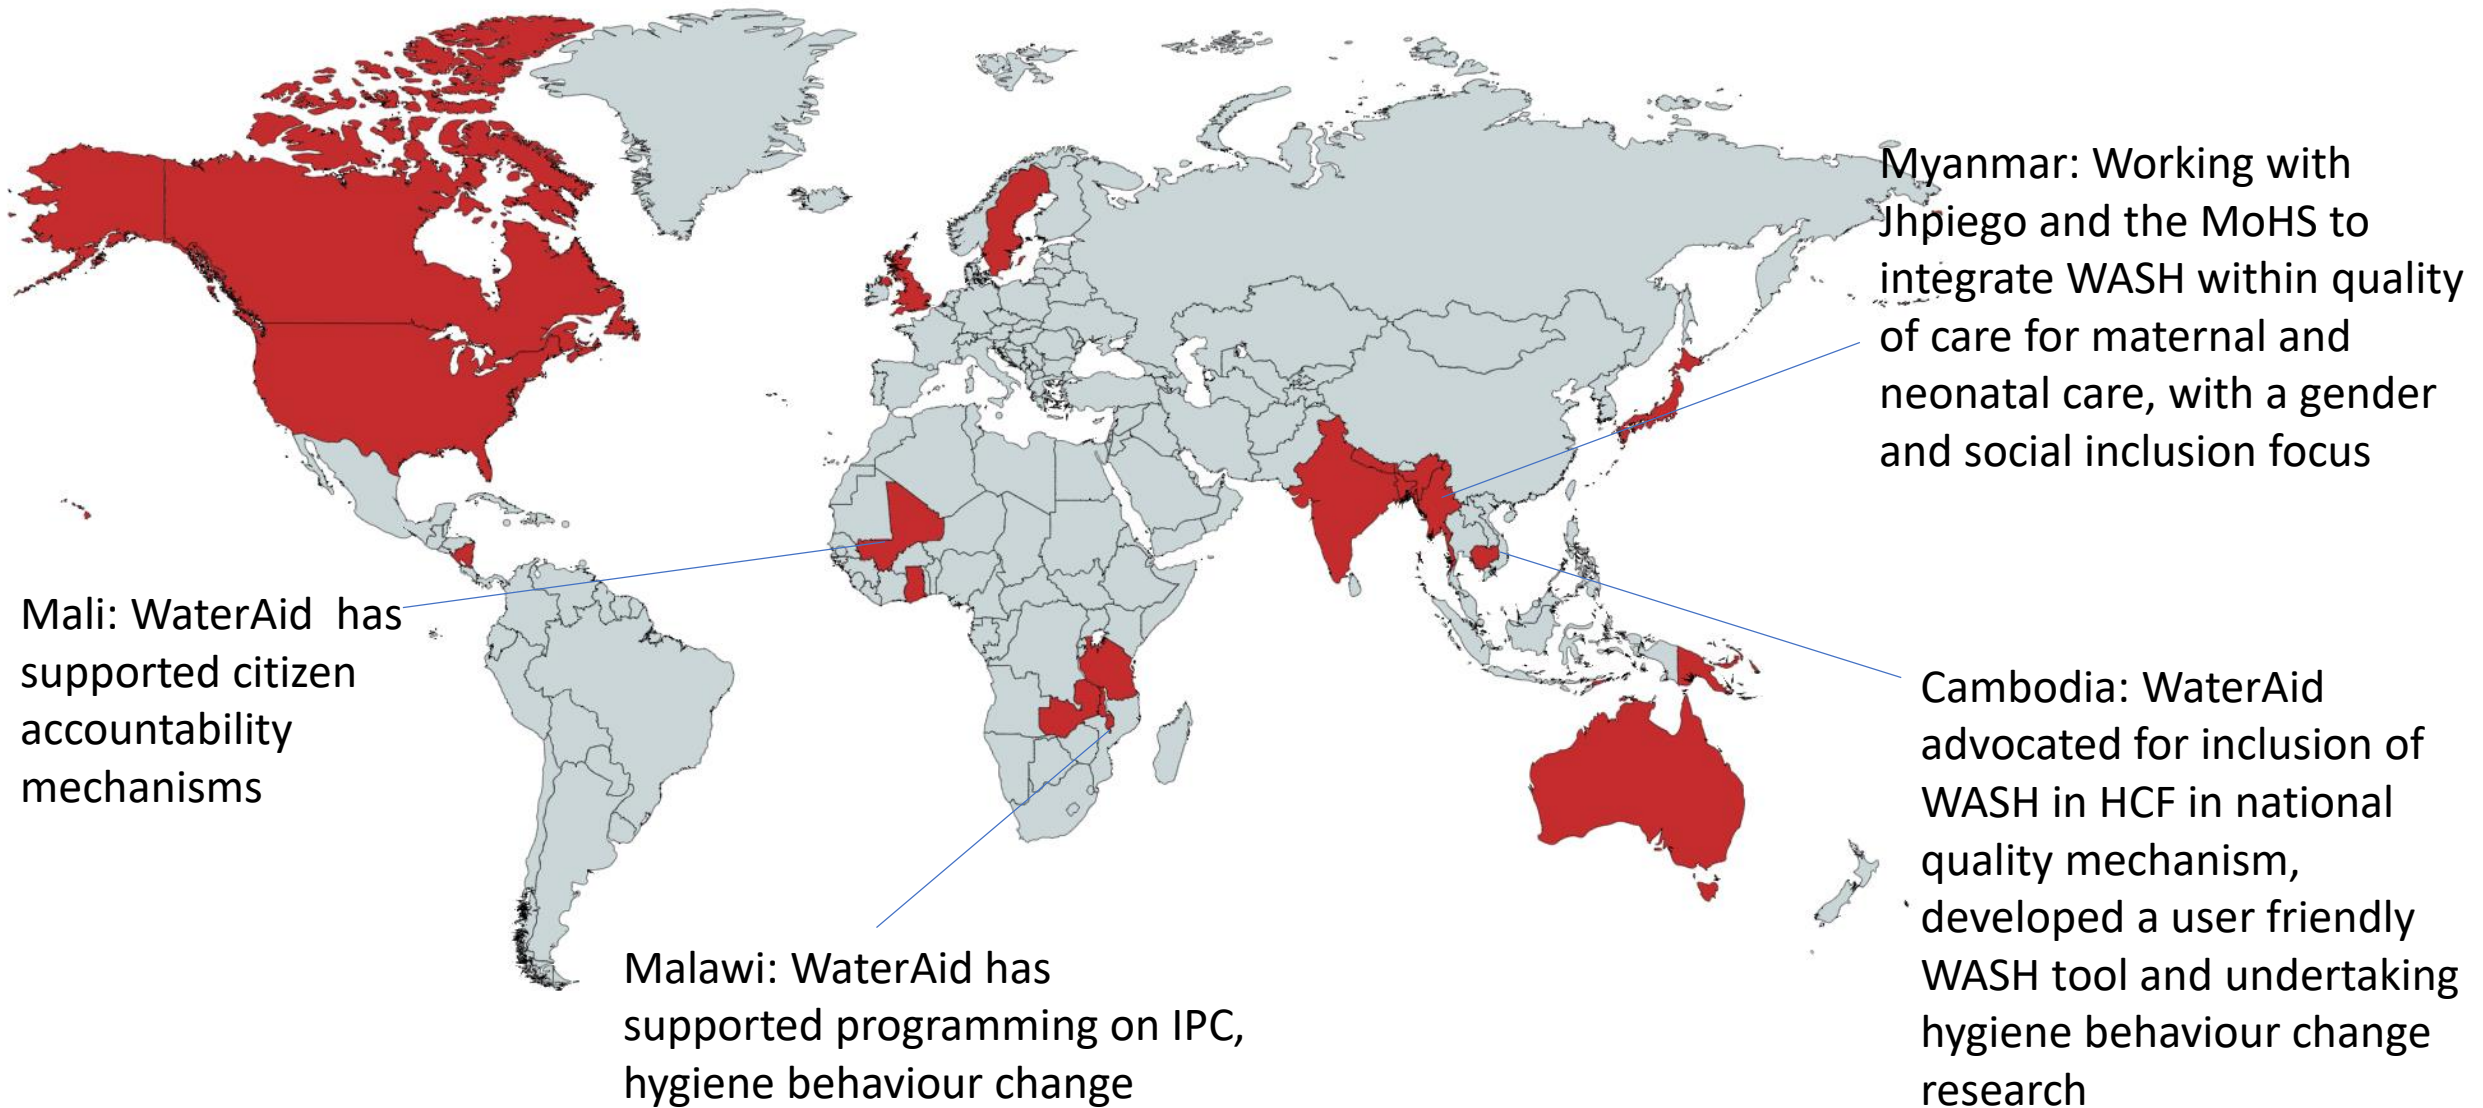 Myanmar: Working with
Jhpiego and the MoHS to
integrate WASH within quality
of care for maternal and
neonatal care, with a gender
and social inclusion focus
Mali: WaterAid  has
supported citizen
accountability
mechanisms
Cambodia: WaterAid
advocated for inclusion of
WASH in HCF in national
quality mechanism,
developed a user friendly
WASH tool and undertaking
hygiene behaviour change
research
Malawi: WaterAid has
supported programming on IPC,
hygiene behaviour change